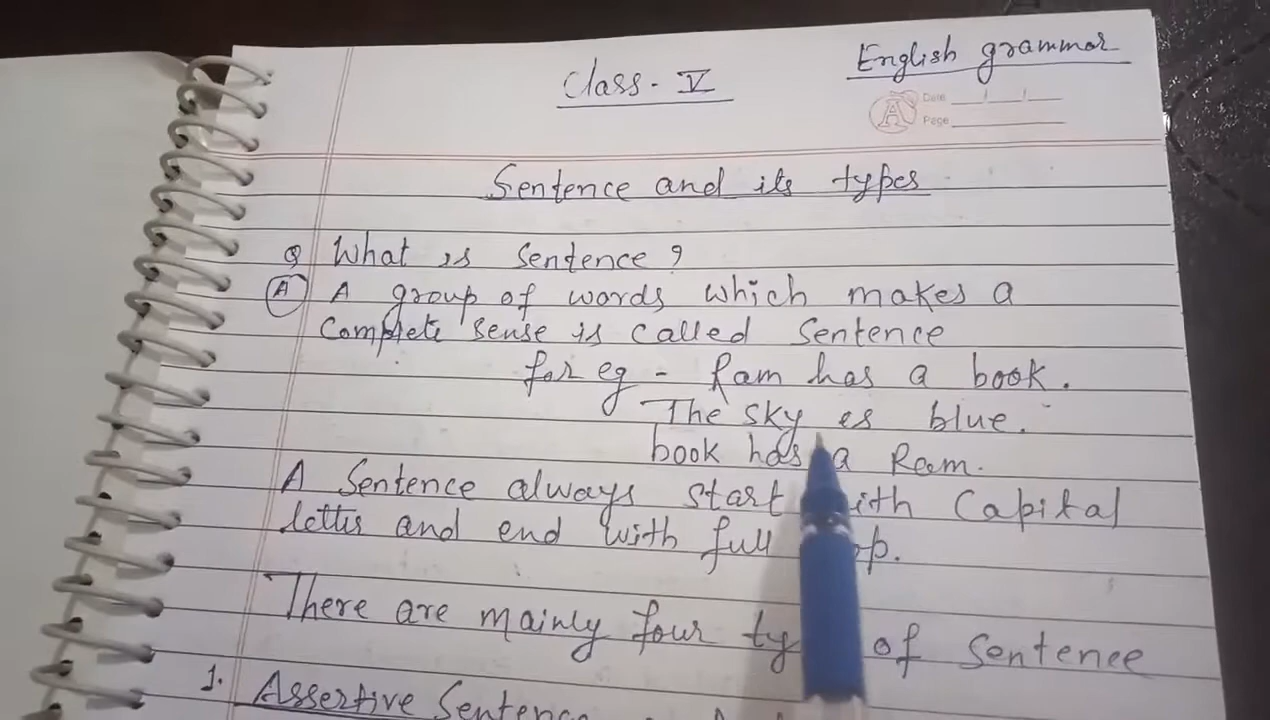 Class - V
English grammar
A
Date
Page
Sentence and its types
Q What is Sentence?
A A group of words which makes a
Complete sense is called Sentence
for eg - Ram has a book.
The sky is blue.
book has a Ram.
A Sentence always start with Capital
letter and end with full
There are mainly four of Sentence
1. Assertive Sentence